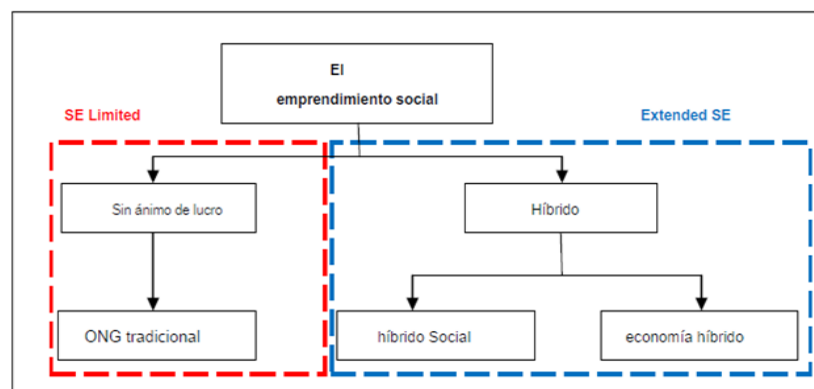 El
emprendimiento social
SE Limited
Extended SE
Sin ánimo de lucro
Híbrido
ONG tradicional
híbrido Social
economía híbrido